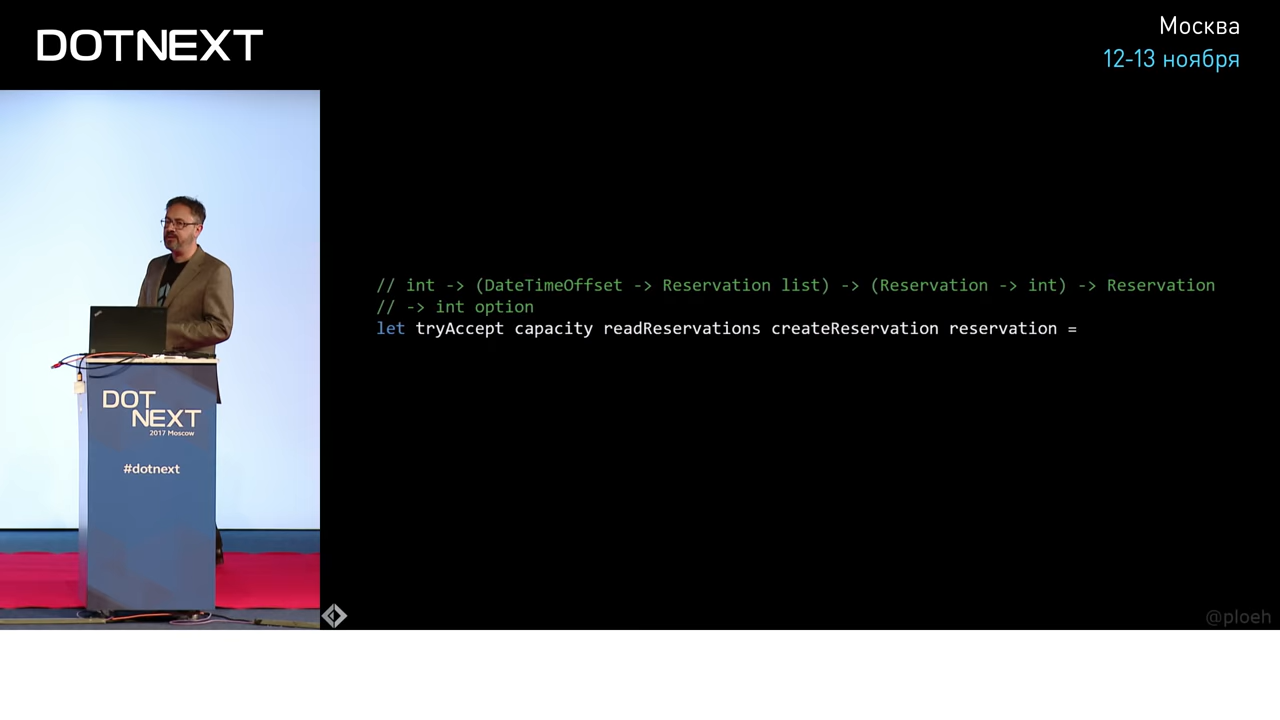 DOTNEXT
Москва
12-13 ноября
// int -> (DateTimeOffset -> Reservation list) -> (Reservation -> int) -> Reservation
// -> int option
let tryAccept capacity readReservations createReservation reservation =
DOT
NEXT
2017 Moscow
#dotnext
@ploeh